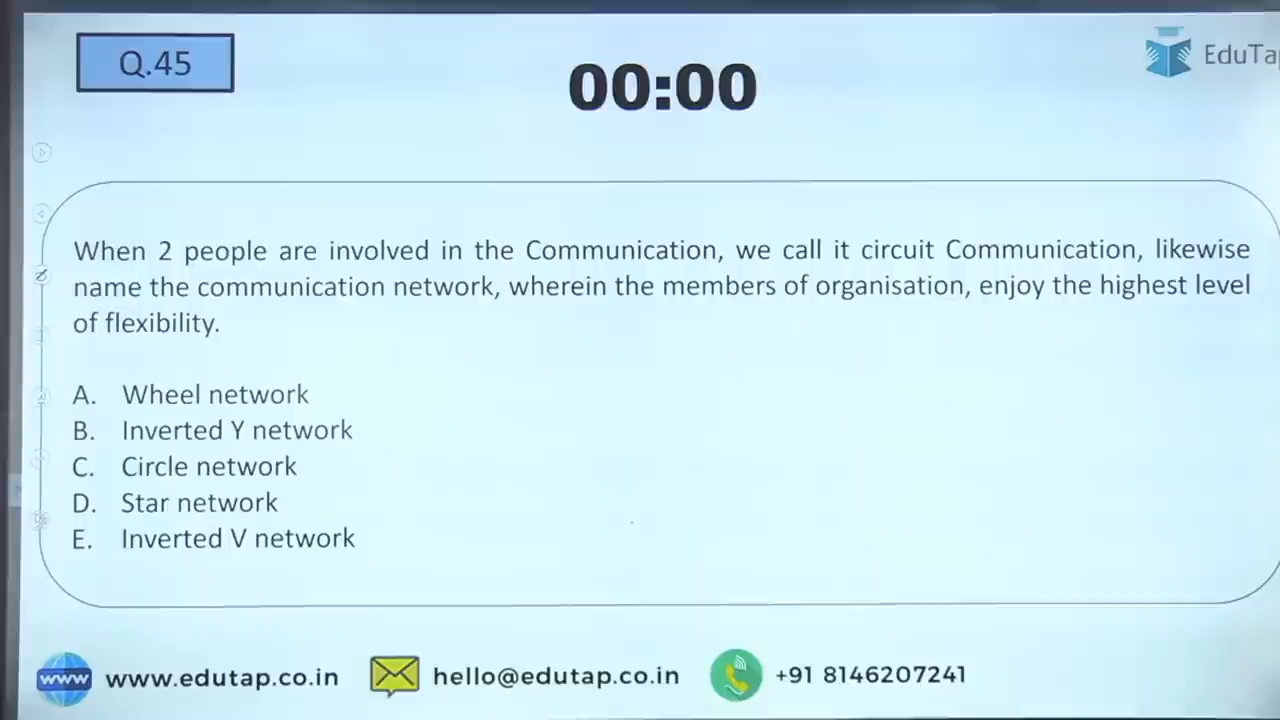 Q.45
00:00
When 2 people are involved in the Communication, we call it circuit Communication, likewise
name the communication network, wherein the members of organisation, enjoy the highest level
of flexibility.
A. Wheel network
B. Inverted Y network
C. Circle network
D. Star network
E. Inverted V network
www www.edutap.co.in hello@edutap.co.in +91 8146207241